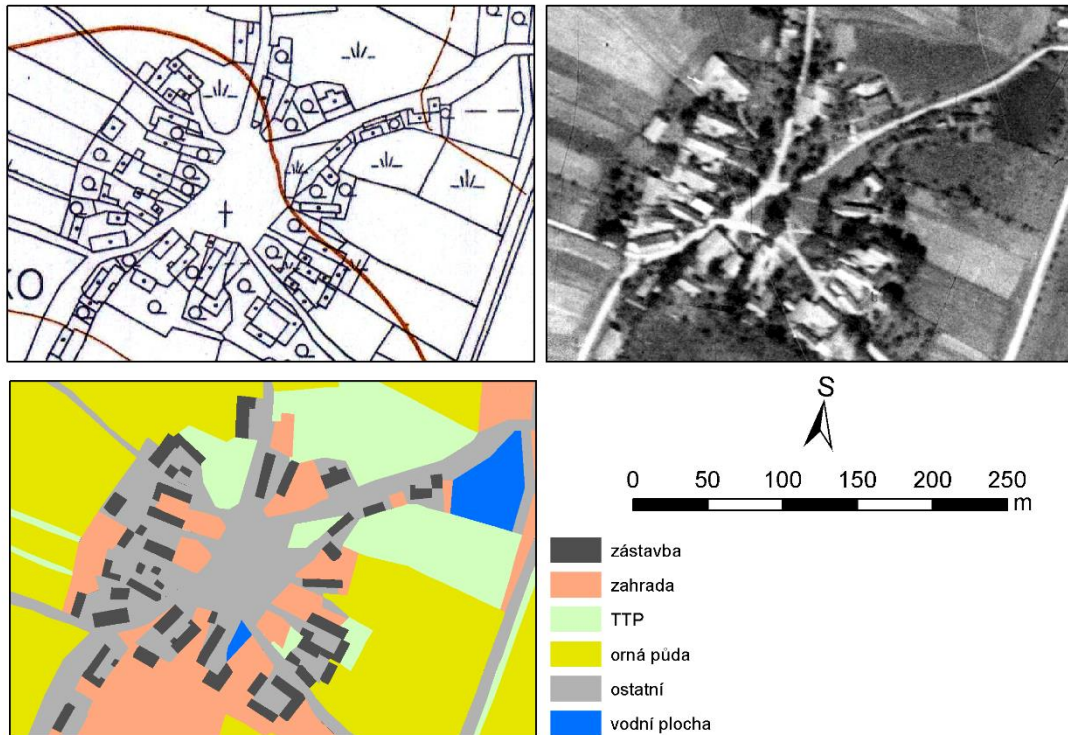 KO
S
0 50 100 150 200 250
m
zástavba
zahrada
TTP
orná půda
ostatní
vodní plocha